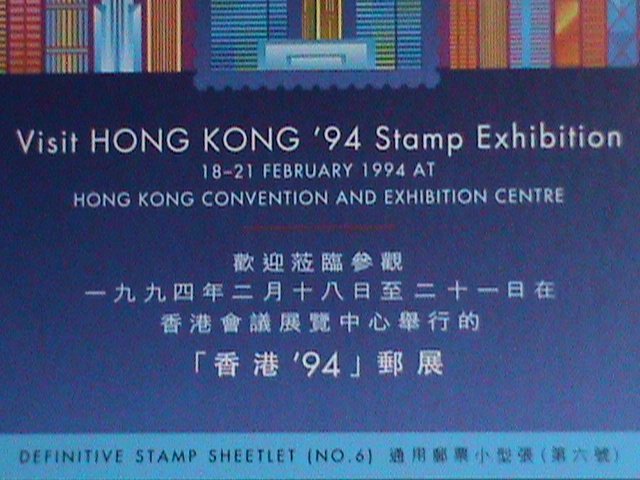 Visit HONG KONG '94 Stamp Exhibition
18-21 FEBRUARY 1994 AT
HONG KONG CONVENTION AND EXHIBITION CENTRE
歡迎蒞臨參觀
一九九四年二月十八日至二十一日在
香港會議展覽中心舉行的
「香港'94」郵展
DEFINITIVE STAMP SHEETLET (NO.6) 通用郵票小型張(第六號)